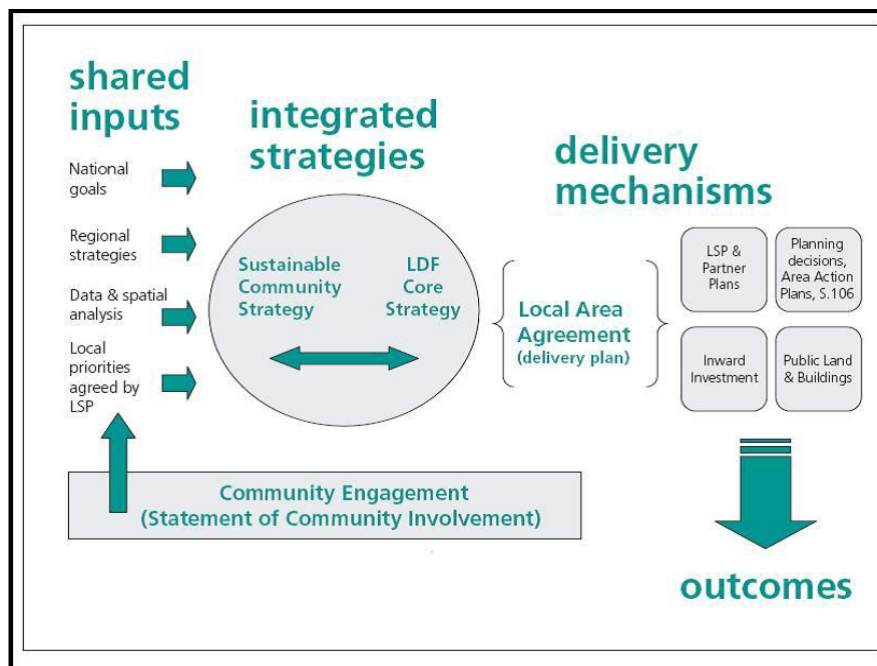 shared
inputs
National
goals
Regional
strategies
Data & spatial
analysis
Local
priorities
agreed by
LSP
integrated
strategies
Sustainable
Community
Strategy
LDF
Core
Strategy
delivery
mechanisms
Local Area
Agreement
(delivery plan)
LSP &
Partner
Plans
Planning
decisions,
Area Action
Plans, S.106
Inward
Investment
Public Land
& Buildings
Community Engagement
(Statement of Community Involvement)
outcomes